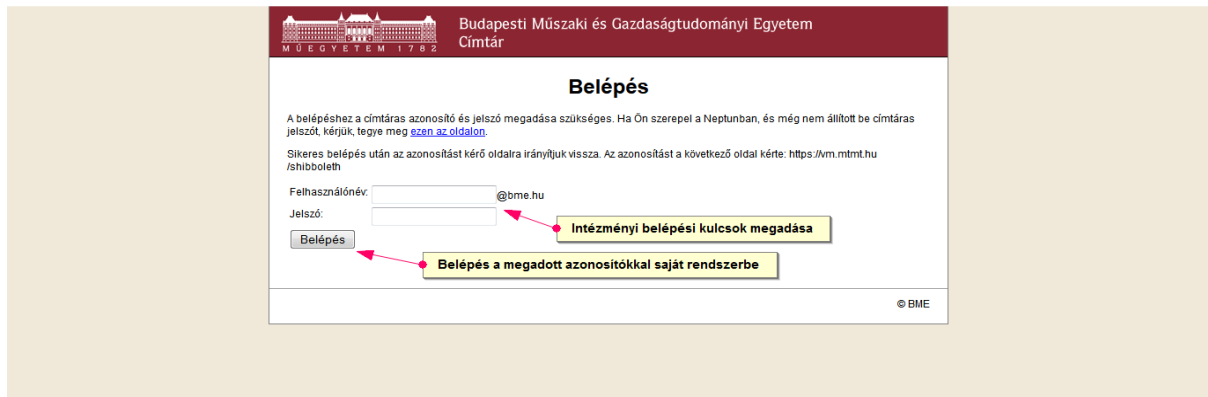 Budapesti Műszaki és Gazdaságtudományi Egyetem
Címtár
MŰEGYETEM 1782
Belépés
A belépéshez a címtáras azonosító és jelszó megadása szükséges. Ha Ön szerepel a Neptunban, és még nem állított be címtáras
jelszót, kérjük, tegye meg ezen az oldalon.
Sikeres belépés után az azonosítást kérő oldalra irányítjuk vissza. Az azonosítást a következő oldal kérte: https://vm.mtmt.hu
/shibboleth
Felhasználónév: @bme.hu
Jelszó:
Intézményi belépési kulcsok megadása
Belépés
Belépés a megadott azonosítókkal saját rendszerbe
© BME